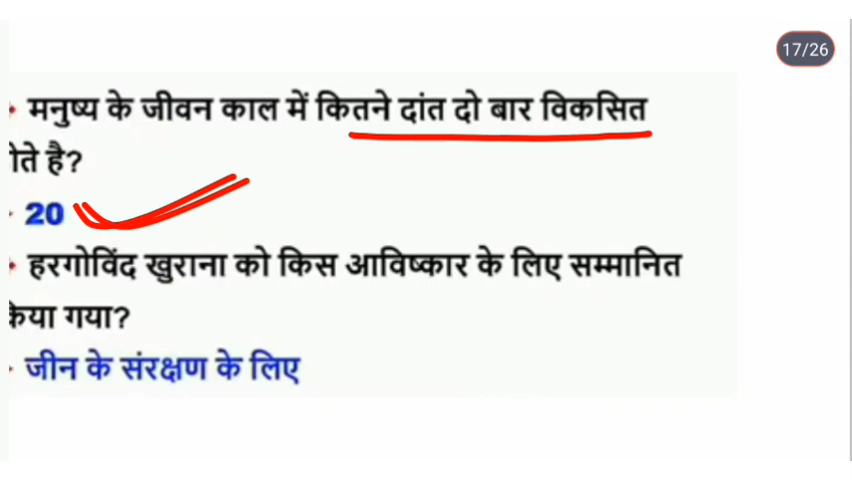 17/26
मनुष्य के जीवन काल में कितने दांत दो बार विकसित
होते है?
20
हरगोविंद खुराना को किस आविष्कार के लिए सम्मानित
किया गया?
जीन के संरक्षण के लिए